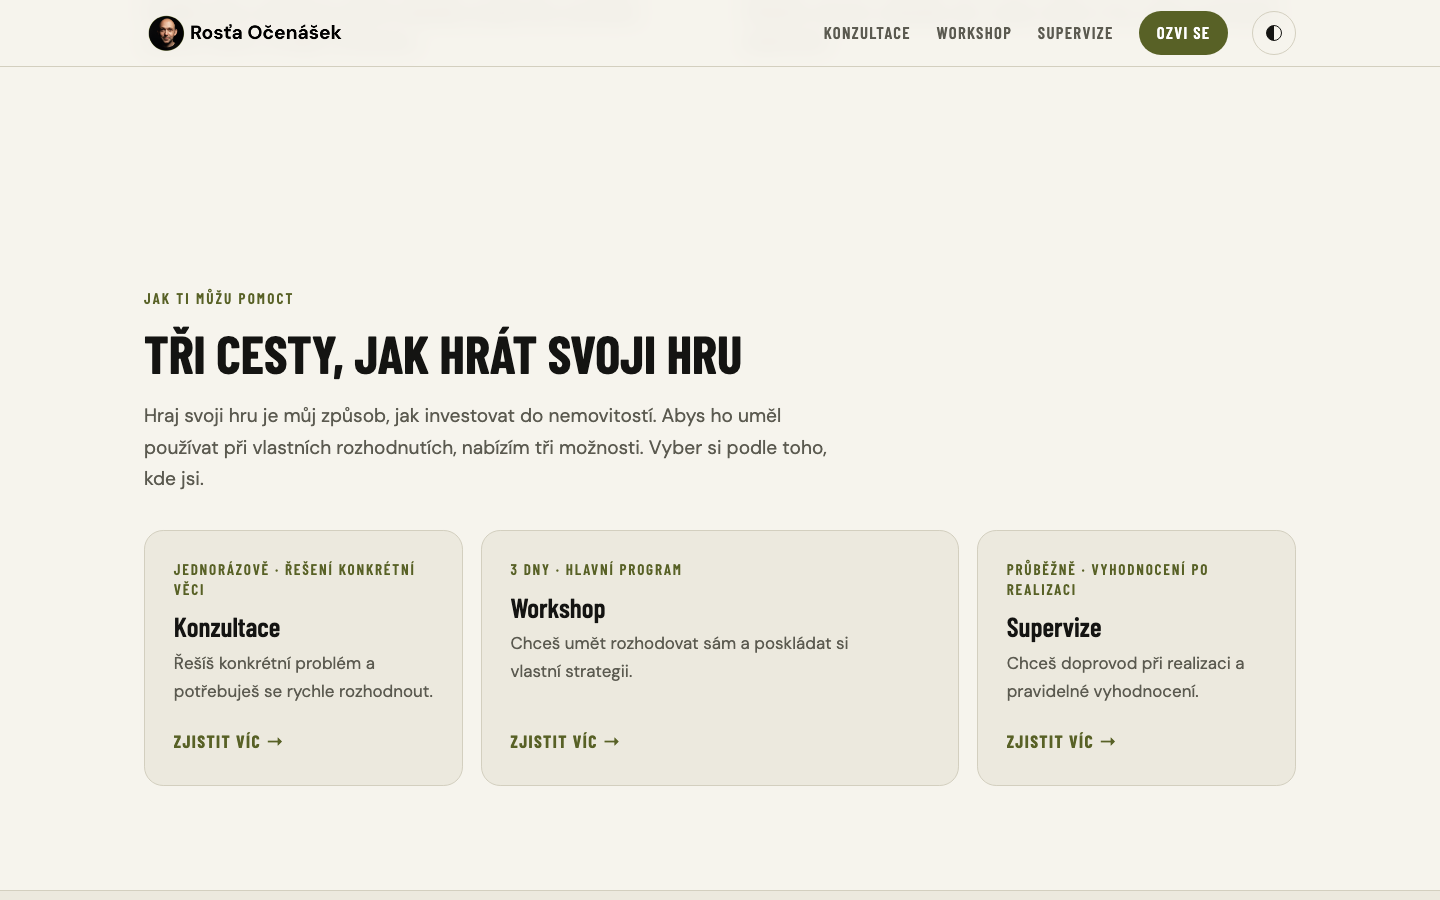 Rosťa Očenášek
KONZULTACE
WORKSHOP
SUPERVIZE
OZVI SE
JAK TI MŮŽU POMOCT
TŘI CESTY, JAK HRÁT SVOJI HRU
Hraj svoji hru je můj způsob, jak investovat do nemovitostí. Abys ho uměl
používat při vlastních rozhodnutích, nabízím tři možnosti. Vyber si podle toho,
kde jsi.
JEDNORÁZOVĚ · ŘEŠENÍ KONKRÉTNÍ
VĚCI
Konzultace
Řešíš konkrétní problém a
potřebuješ se rychle rozhodnout.
ZJISTIT VÍC →
3 DNY · HLAVNÍ PROGRAM
Workshop
Chceš umět rozhodovat sám a poskládat si
vlastní strategii.
ZJISTIT VÍC →
PRŮBĚŽNĚ · VYHODNOCENÍ PO
REALIZACI
Supervize
Chceš doprovod při realizaci a
pravidelné vyhodnocení.
ZJISTIT VÍC →